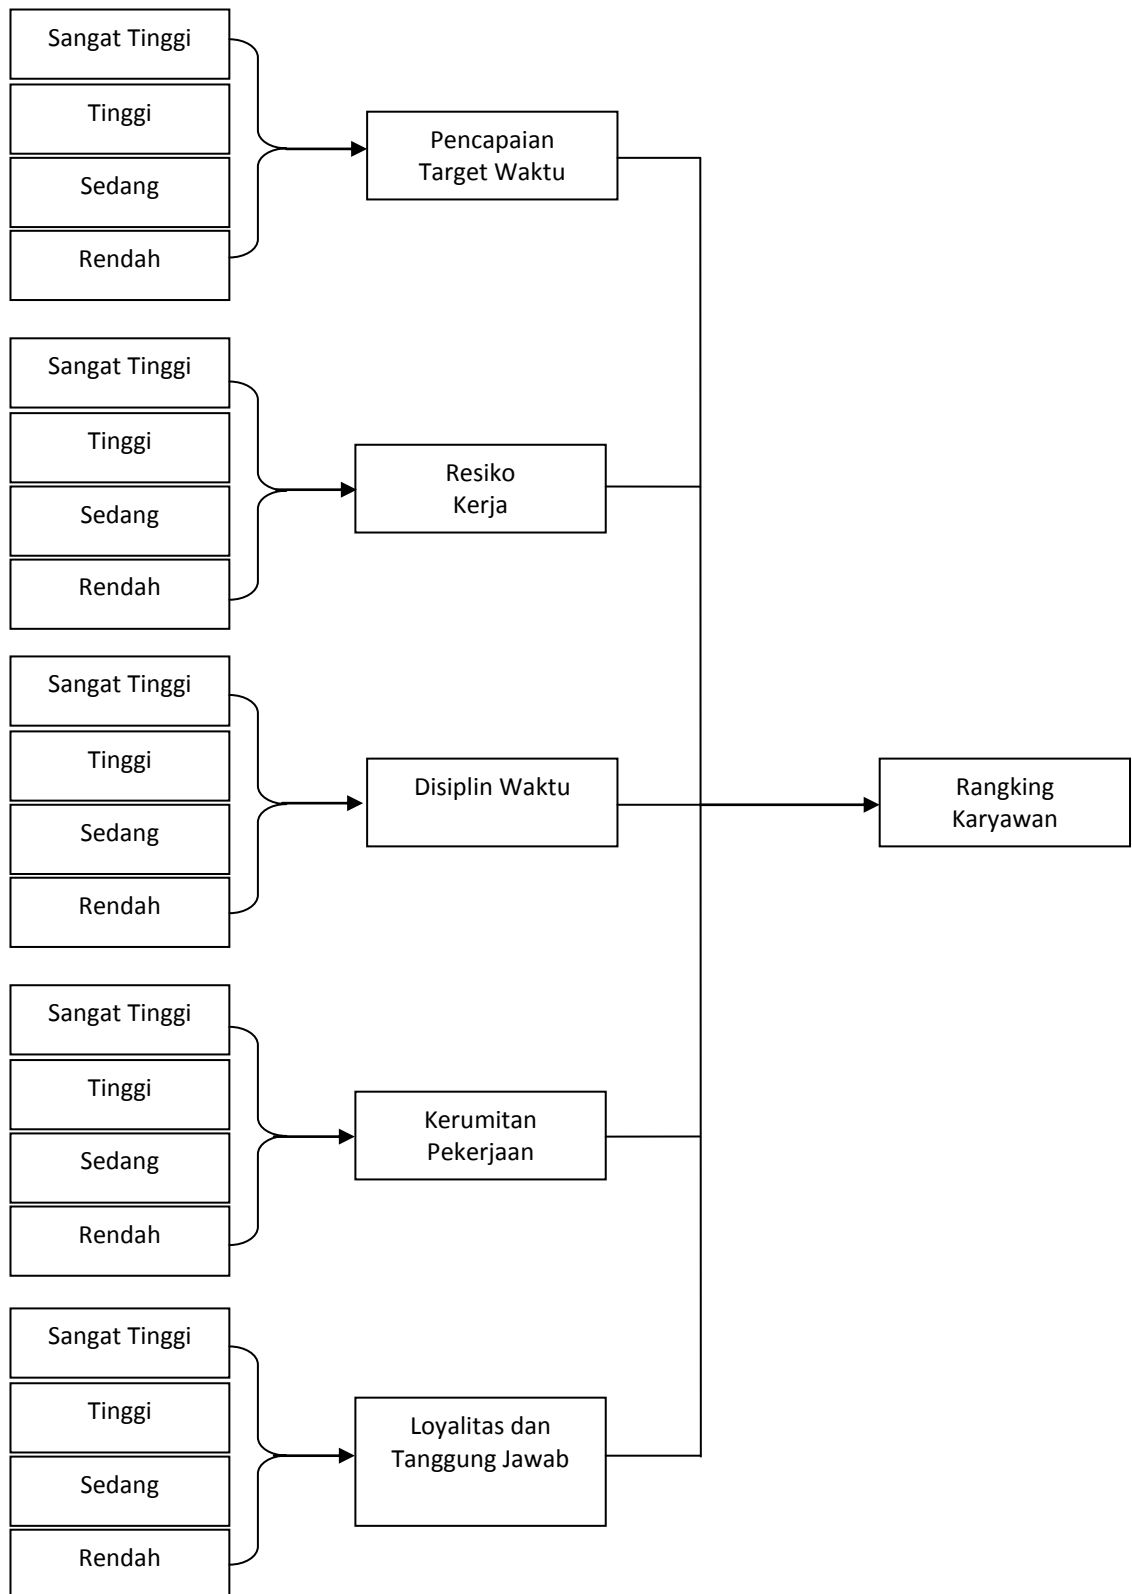 Sangat Tinggi
Tinggi
Sedang
Rendah
Pencapaian
Target Waktu
Sangat Tinggi
Tinggi
Sedang
Rendah
Resiko
Kerja
Sangat Tinggi
Tinggi
Sedang
Rendah
Disiplin Waktu
Sangat Tinggi
Tinggi
Sedang
Rendah
Kerumitan
Pekerjaan
Sangat Tinggi
Tinggi
Sedang
Rendah
Loyalitas dan
Tanggung Jawab
Rangking
Karyawan